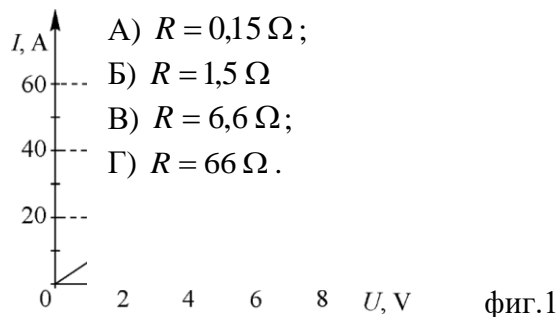 I, A
А) R = 0,15 Ω;
Б) R = 1,5 Ω
В) R = 6,6 Ω;
Г) R = 66 Ω.
60
40
20
0 2 4 6 8 U, V фиг.1